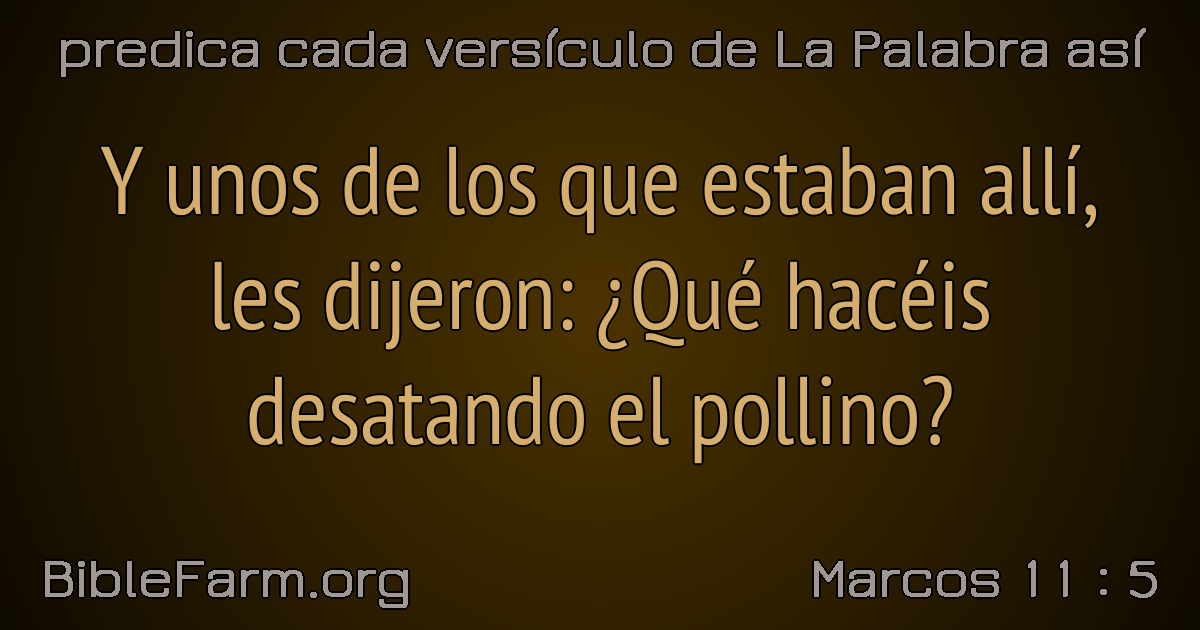 predica cada versículo de La Palabra así
Y unos de los que estaban allí,
les dijeron: ¿Qué hacéis
desatando el pollino?
BibleFarm.org
Marcos 11 : 5